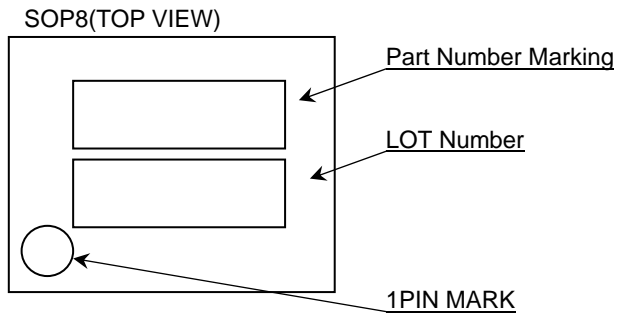 SOP8(TOP VIEW)
Part Number Marking
LOT Number
1PIN MARK